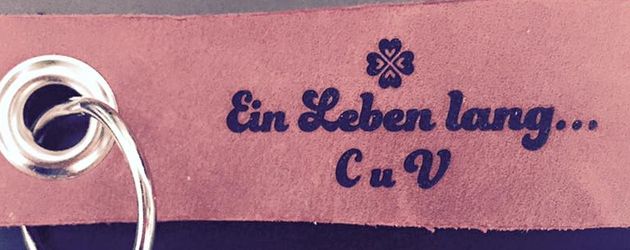 Ein Leben lang...
C u V